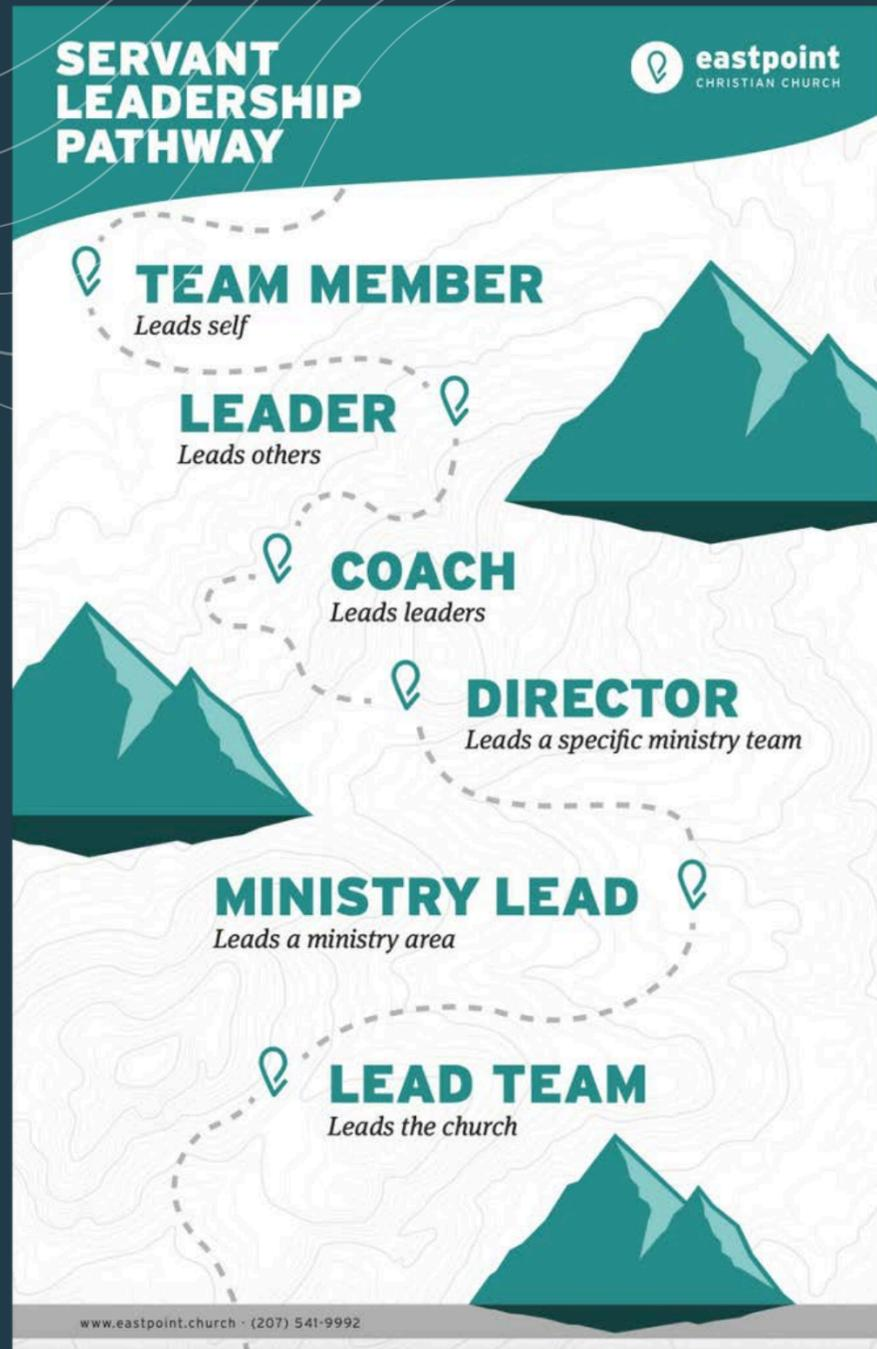 SERVANT
LEADERSHIP
PATHWAY
eastpoint
CHRISTIAN CHURCH
TEAM MEMBER
Leads self
LEADER
Leads others
COACH
Leads leaders
DIRECTOR
Leads a specific ministry team
MINISTRY LEAD
Leads a ministry area
LEAD TEAM
Leads the church
www.eastpoint.church · (207) 541-9992